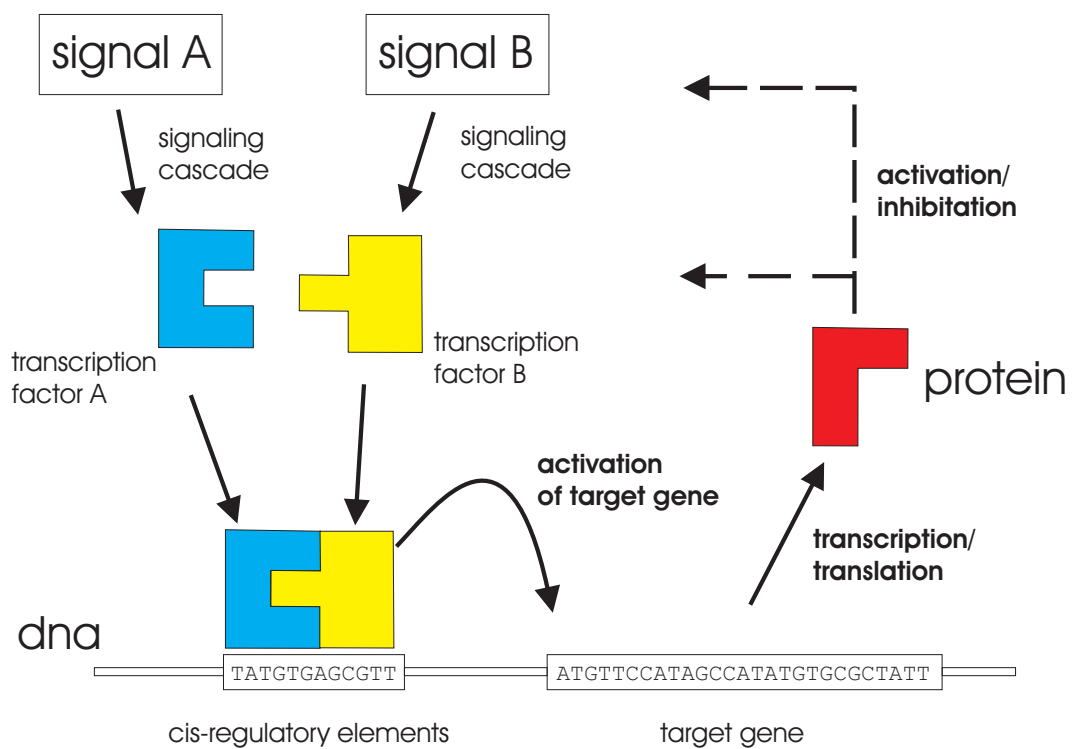 signal A
signal B
signaling
cascade
signaling
cascade
activation/
inhibitation
transcription
factor A
transcription
factor B
protein
activation
of target gene
transcription/
translation
dna
TATGTGAGCGTT
ATGTTCCATAGCCATATGTGCGCTATT
cis-regulatory elements
target gene